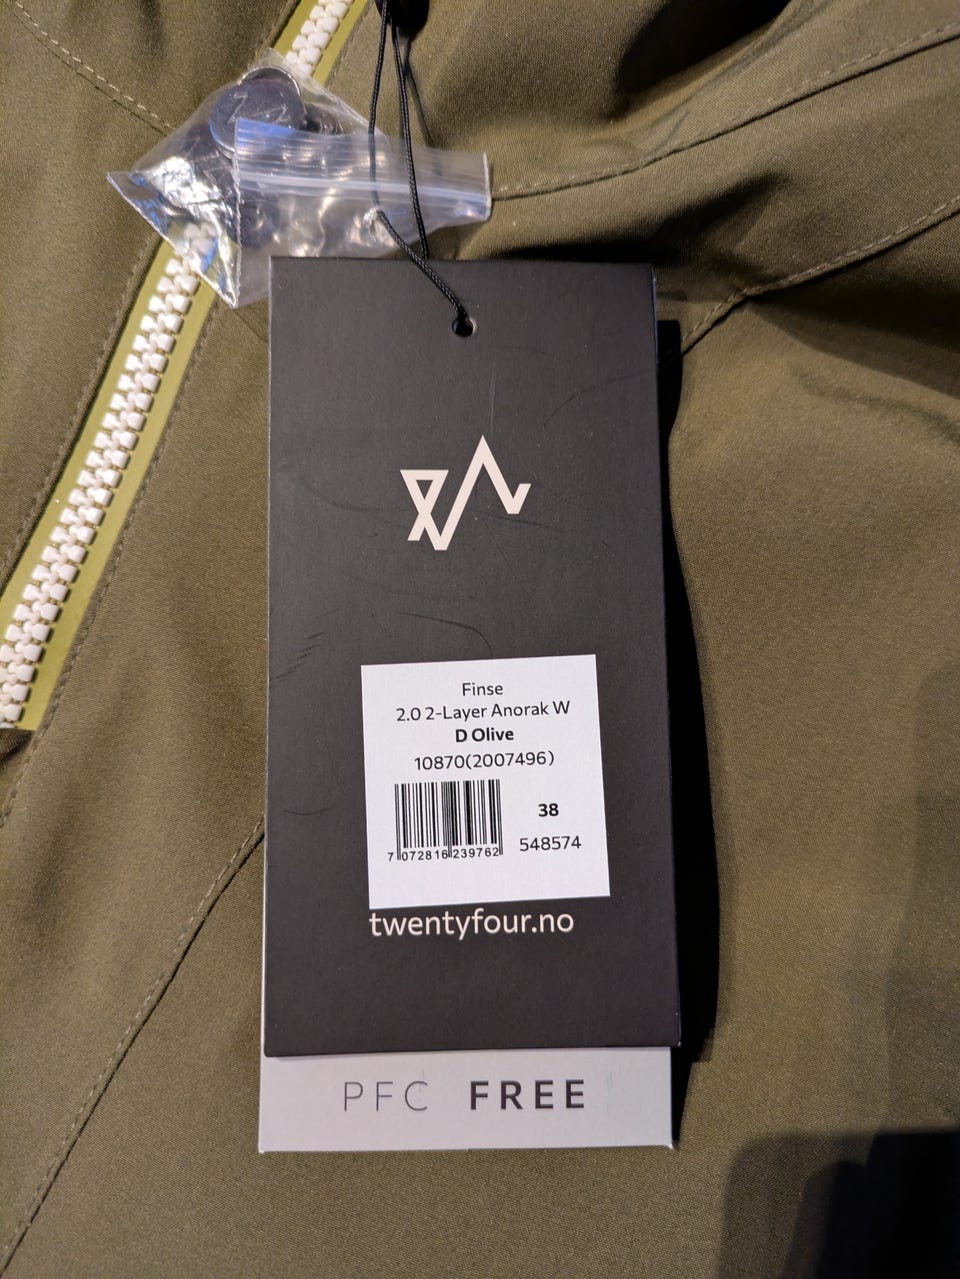 Finse
2.0 2-Layer Anorak W
D Olive
10870(2007496)
38
7 072816 239762
548574
twentyfour.no
PFC FREE